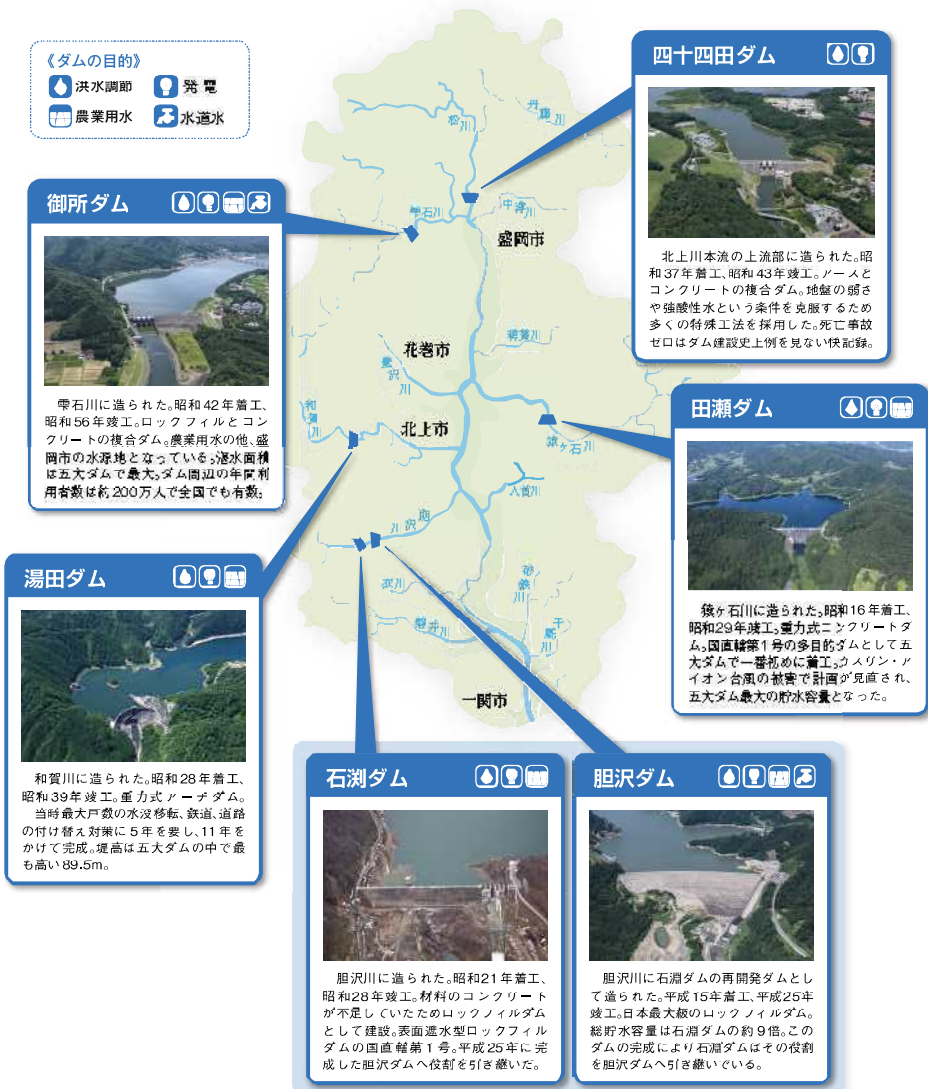 《ダムの目的》
洪水調節
発電
農業用水
水道水
四十四田ダム
北上川本流の上流部に造られた。昭
和37年着工、昭和43年竣工。アースと
コンクリートの複合ダム。地盤の弱さ
や強酸性水という条件を克服するため
多くの特殊工法を採用した。死亡事故
ゼロはダム建設史上例を見ない快記録。
御所ダム
雫石川に造られた。昭和42年着工、
昭和56年竣工。ロックフィルとコン
クリートの複合ダム。農業用水の他、盛
岡市の水源地となっている。湛水面積
は五大ダムで最大。ダム周辺の年間利
用者数は約200万人で全国でも有数。
田瀬ダム
猿ヶ石川に造られた。昭和16年着工、
昭和29年竣工。重力式コンクリートダ
ム。国直轄第1号の多目的ダムとして五
大ダムで一番初めに着工。カスリン・ア
イオン台風の被害で計画が見直され、
五大ダム最大の貯水容量となった。
湯田ダム
和賀川に造られた。昭和28年着工、
昭和39年竣工。重力式アーチダム。
当時最大戸数の水没移転、鉄道、道路
の付け替え対策に5年を要し、11年を
かけて完成。堤高は五大ダムの中で最
も高い89.5m。
石渕ダム
胆沢川に造られた。昭和21年着工、
昭和28年竣工。材料のコンクリート
が不足していたためロックフィルダム
として建設。表面遮水型ロックフィル
ダムの国直轄第1号。平成25年に完
成した胆沢ダムへ役割を引き継いだ。
胆沢ダム
胆沢川に石淵ダムの再開発ダムとし
て造られた。平成15年着工、平成25年
竣工。日本最大級のロックフィルダム。
総貯水容量は石淵ダムの約9倍。この
ダムの完成により石淵ダムはその役割
を胆沢ダムへ引き継いでいる。
松川
丹藤川
雫石川
中津川
盛岡市
稗貫川
花巻市
豊沢川
和賀川
北上市
猿ヶ石川
人首川
胆沢川
衣川
砂鉄川
磐井川
千厩川
一関市